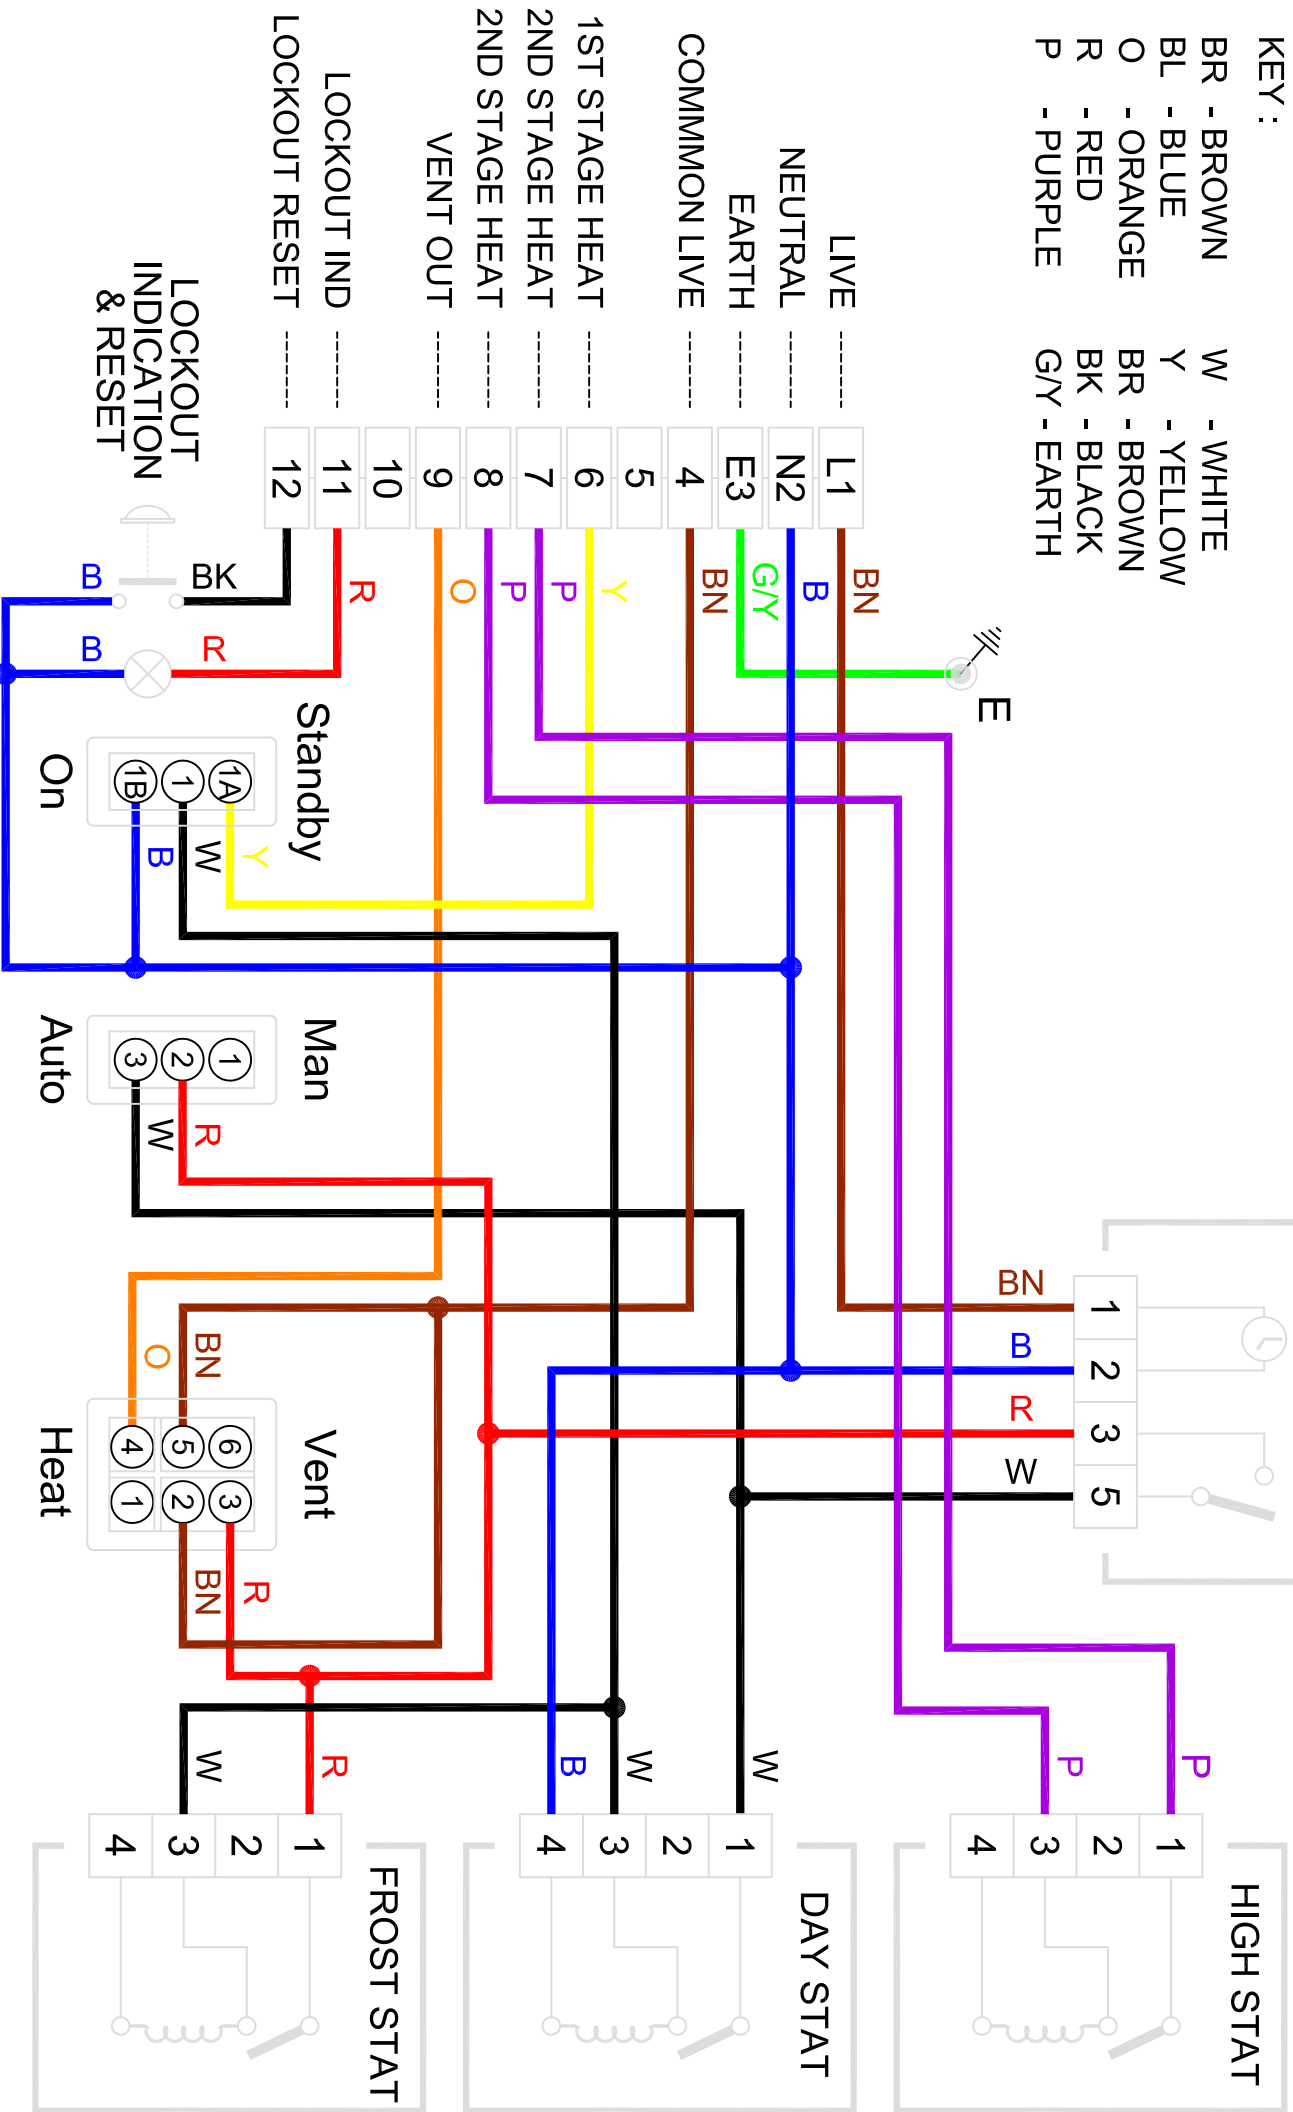 KEY :
BR - BROWN
BL - BLUE
O - ORANGE
R - RED
P - PURPLE
W - WHITE
Y - YELLOW
BR - BROWN
BK - BLACK
G/Y - EARTH
LIVE
NEUTRAL
EARTH
COMMON LIVE
1ST STAGE HEAT
2ND STAGE HEAT
2ND STAGE HEAT
VENT OUT
LOCKOUT IND
LOCKOUT RESET
L1
N2
E3
4
5
6
7
8
9
10
11
12
BN
B
G/Y
BN
Y
P
P
O
R
E
LOCKOUT
INDICATION
& RESET
BK
B
R
B
Standby
1A
1
1B
On
Y
W
B
Man
1
2
3
Auto
R
W
BN
O
Vent
6
5
4
3
2
1
Heat
R
BN
BN
B
R
W
1
2
3
5
P
P
W
W
B
R
W
1
2
3
4
HIGH STAT
1
2
3
4
DAY STAT
1
2
3
4
FROST STAT